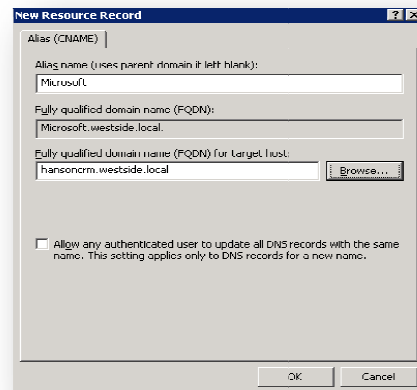 New Resource Record
Alias (CNAME)
Alias name (uses parent domain if left blank):
Microsoft
Fully qualified domain name (FQDN):
Microsoft.westside.local.
Fully qualified domain name (FQDN) for target host:
hansoncrm.westside.local
Browse...
Allow any authenticated user to update all DNS records with the same
name. This setting applies only to DNS records for a new name.
OK
Cancel